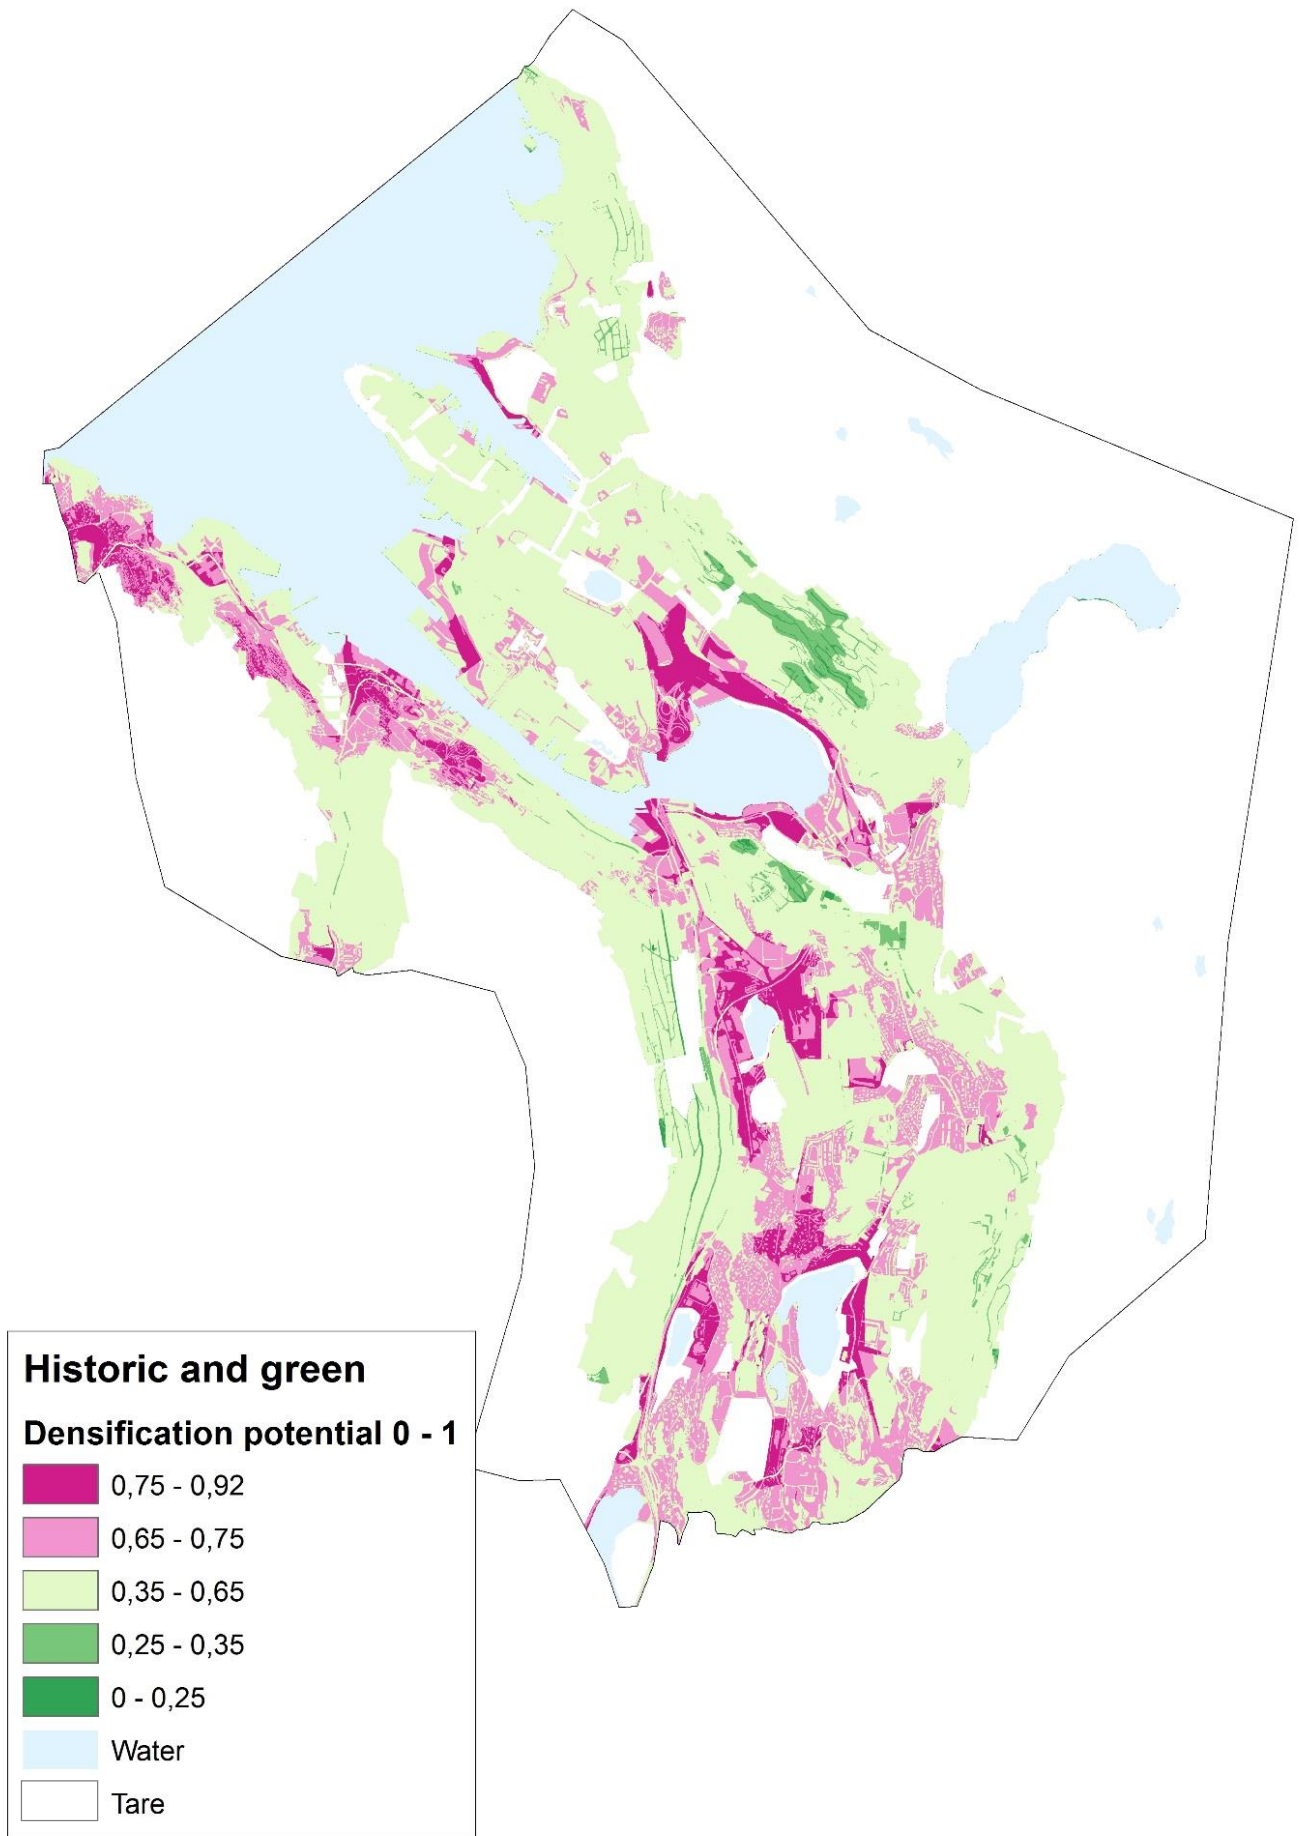 Historic and green
Densification potential 0 - 1
0,75 - 0,92
0,65 - 0,75
0,35 - 0,65
0,25 - 0,35
0 - 0,25
Water
Tare